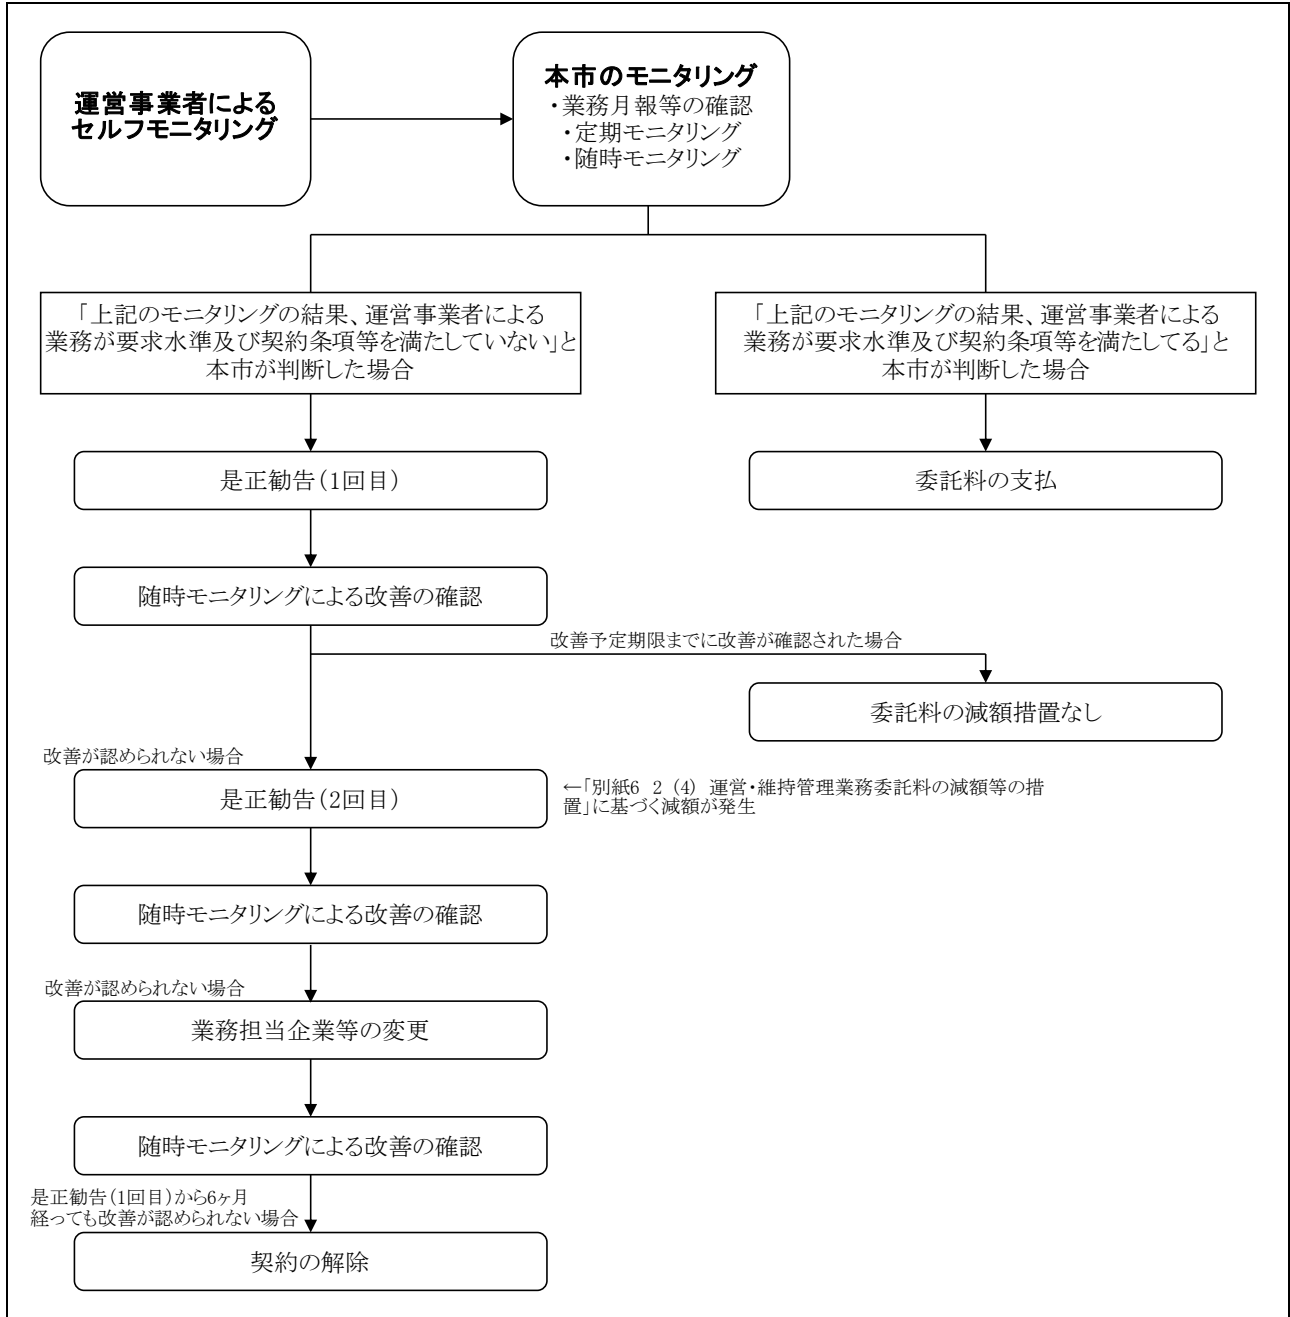 運営事業者による
セルフモニタリング
本市のモニタリング
・業務月報等の確認
・定期モニタリング
・随時モニタリング
「上記のモニタリングの結果、運営事業者による
業務が要求水準及び契約条項等を満たしていない」と
本市が判断した場合
「上記のモニタリングの結果、運営事業者による
業務が要求水準及び契約条項等を満たしてる」と
本市が判断した場合
是正勧告(1回目)
委託料の支払
随時モニタリングによる改善の確認
改善予定期限までに改善が確認された場合
委託料の減額措置なし
改善が認められない場合
是正勧告(2回目)
←「別紙6 2 (4) 運営・維持管理業務委託料の減額等の措
置」に基づく減額が発生
随時モニタリングによる改善の確認
改善が認められない場合
業務担当企業等の変更
随時モニタリングによる改善の確認
是正勧告(1回目)から6ヶ月
経っても改善が認められない場合
契約の解除